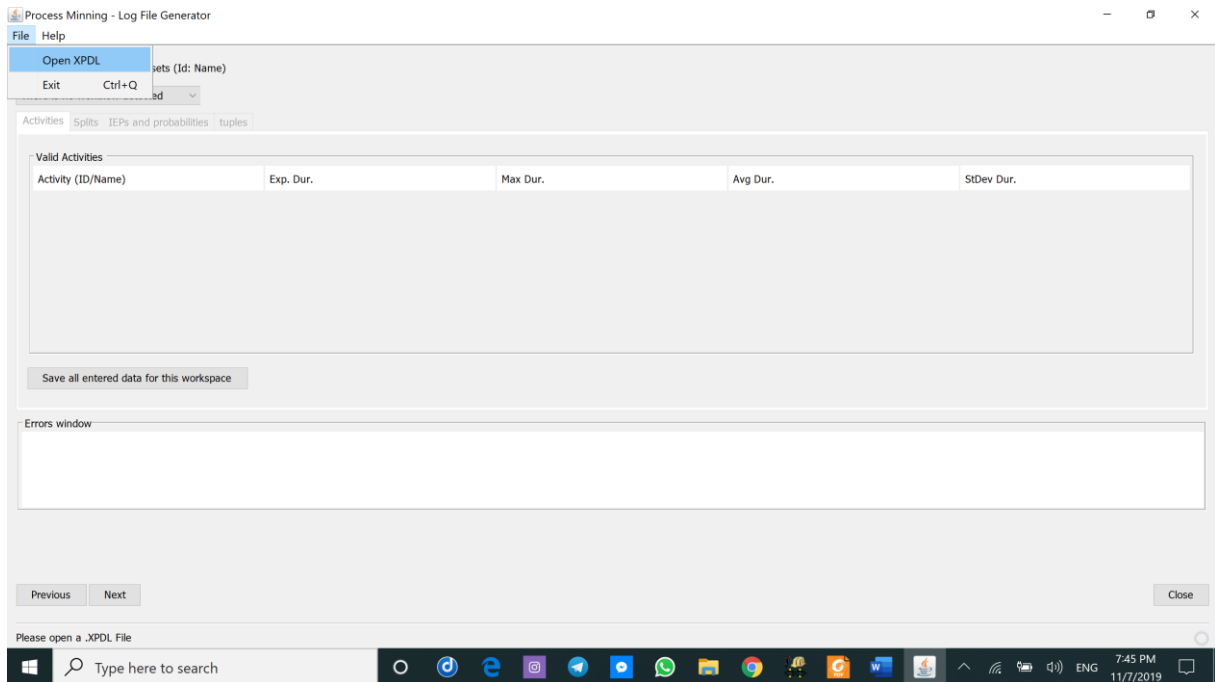 Process Minning - Log File Generator
File Help
Open XPDL
sets (Id: Name)
Exit Ctrl+Q
ed
Activities Splits IEPs and probabilities tuples
Valid Activities
Activity (ID/Name) Exp. Dur. Max Dur. Avg Dur. StDev Dur.
Save all entered data for this workspace
Errors window
Previous Next Close
Please open a .XPDL File
Type here to search
ENG 7:45 PM
11/7/2019